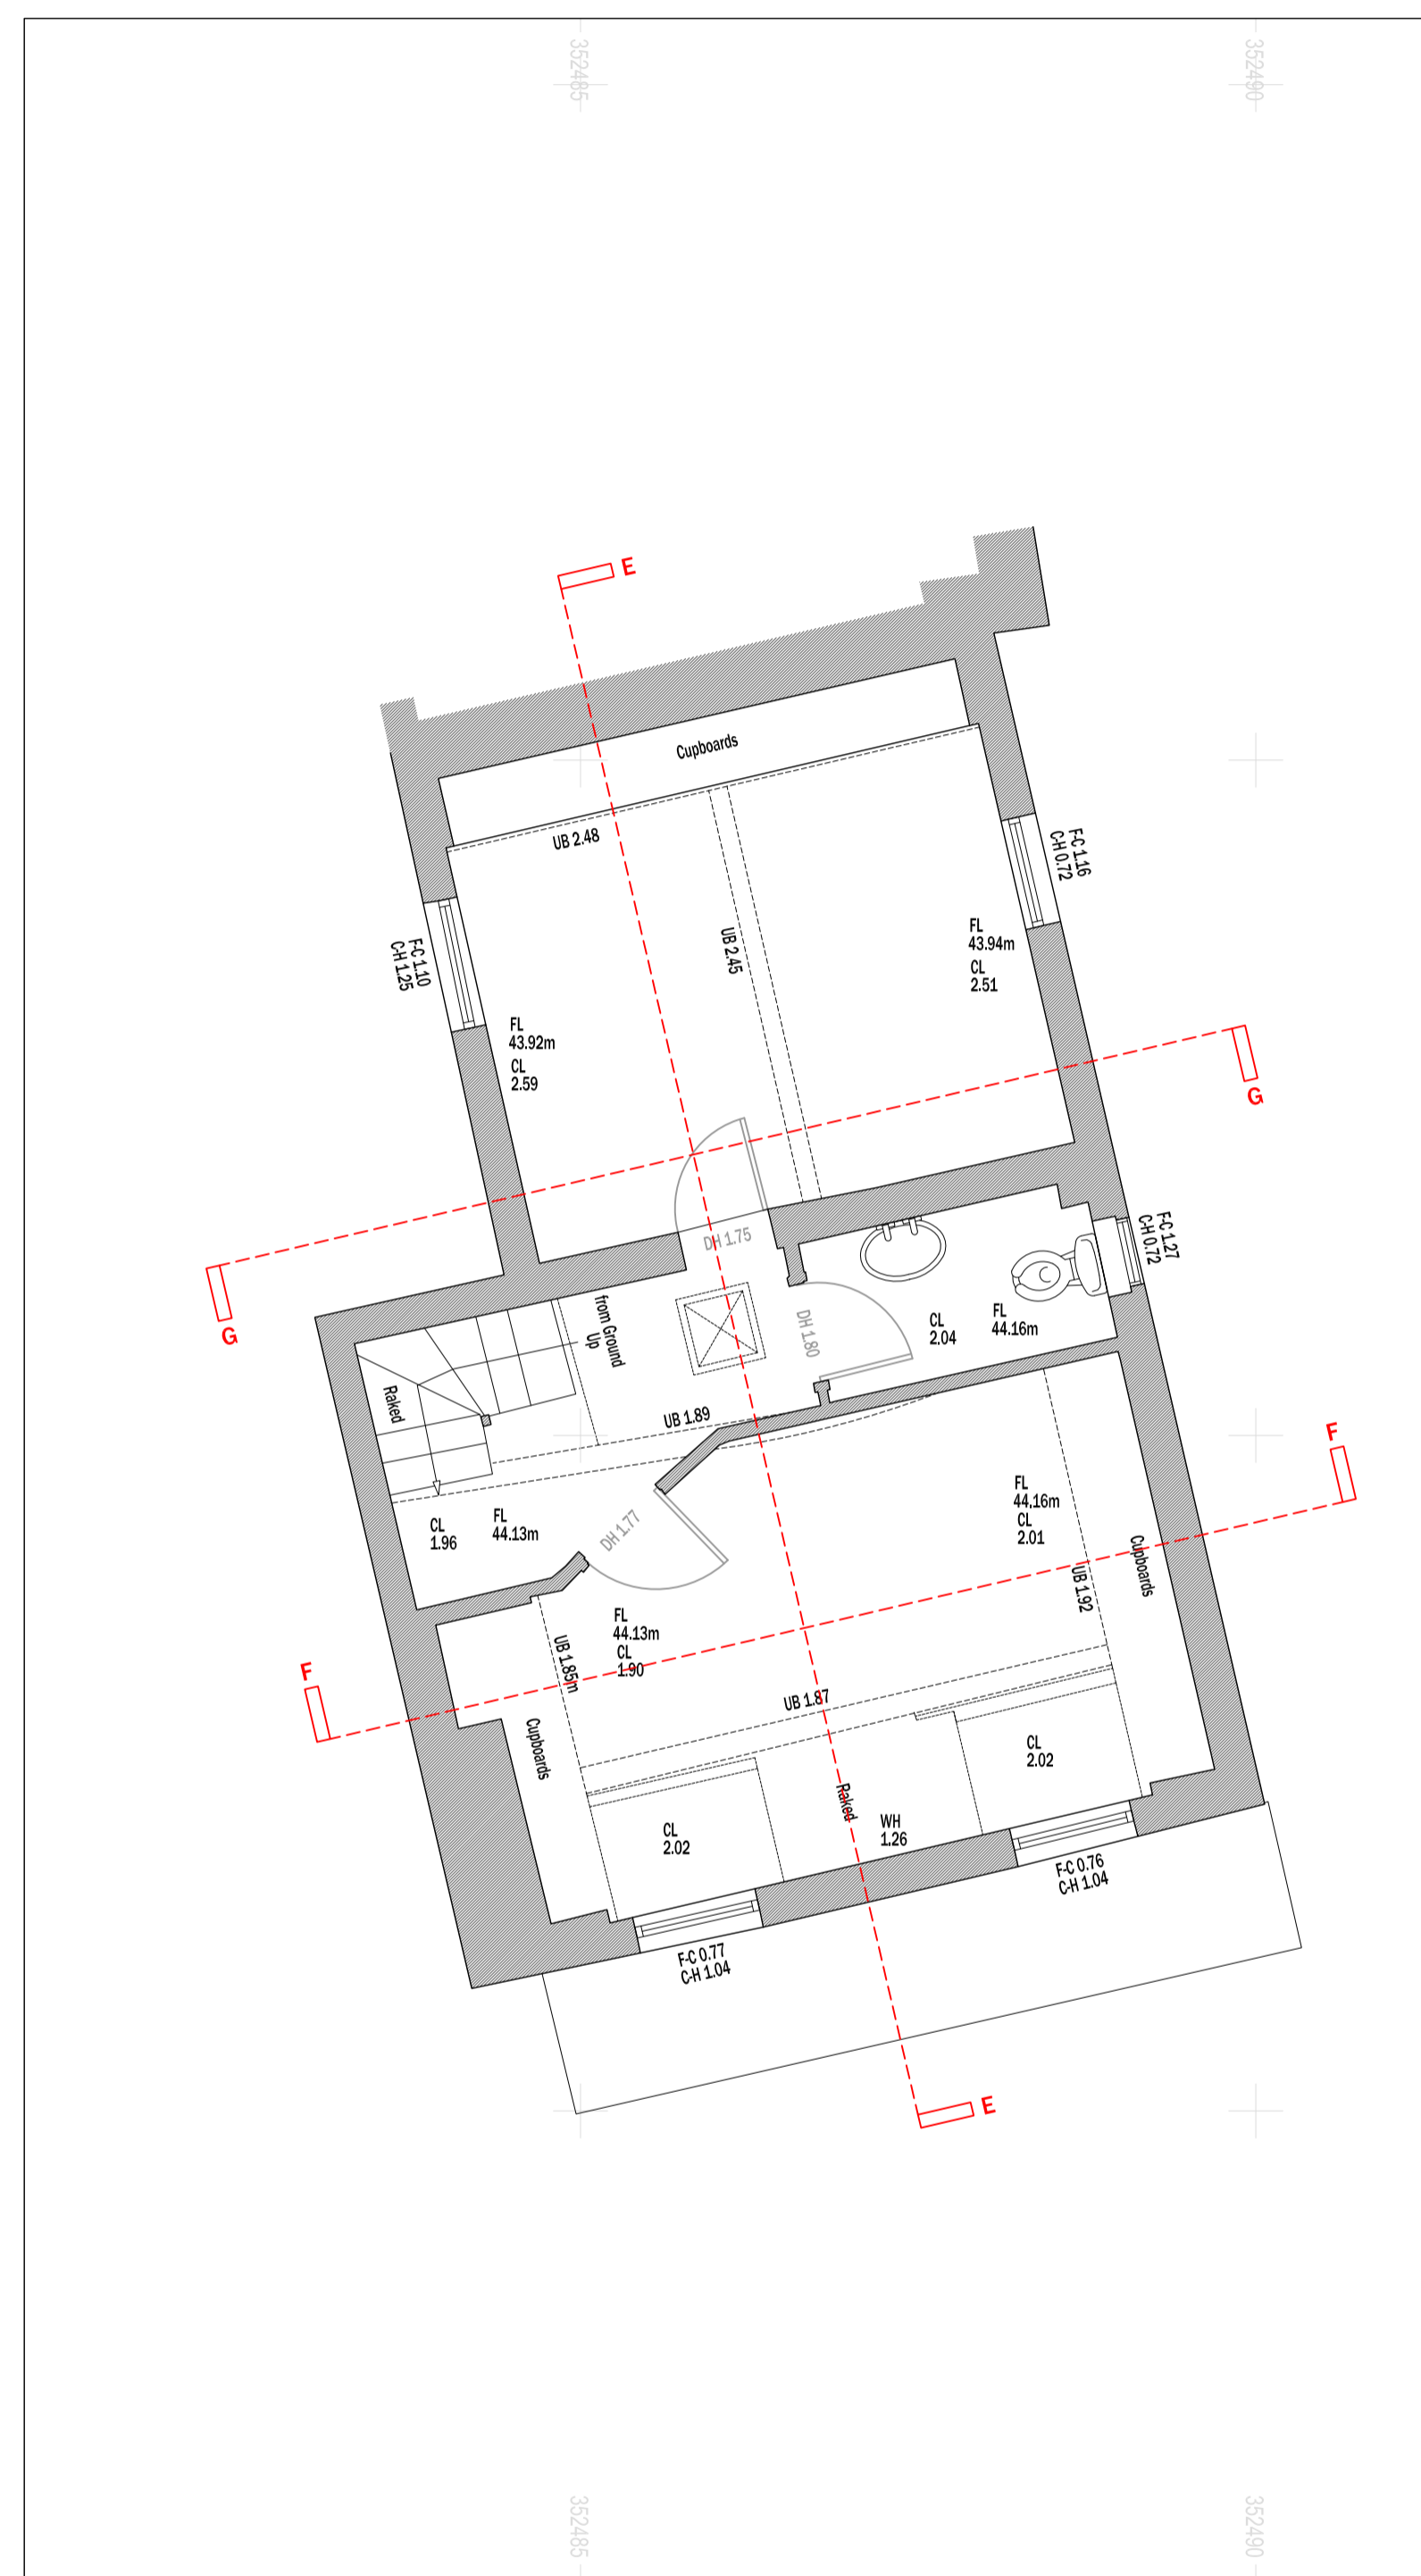 352485
352490
E
Cupboards
UB 2.48
F-C 1.16
C-H 0.72
UB 2.45
FL
43.94m
CL
2.51
F-C 1.10
C-H 1.25
FL
43.92m
CL
2.59
G
DH 1.75
F-C 1.27
C-H 0.72
G
from Ground
Up
DH 1.80
CL
2.04
FL
44.16m
Raked
UB 1.89
F
FL
44.16m
CL
2.01
CL
1.96
FL
44.13m
DH 1.77
Cupboards
UB 1.92
FL
44.13m
CL
1.90
UB 1.85m
F
UB 1.87
Cupboards
CL
2.02
Raked
WH
1.26
CL
2.02
F-C 0.76
C-H 1.04
F-C 0.77
C-H 1.04
E
352485
352490